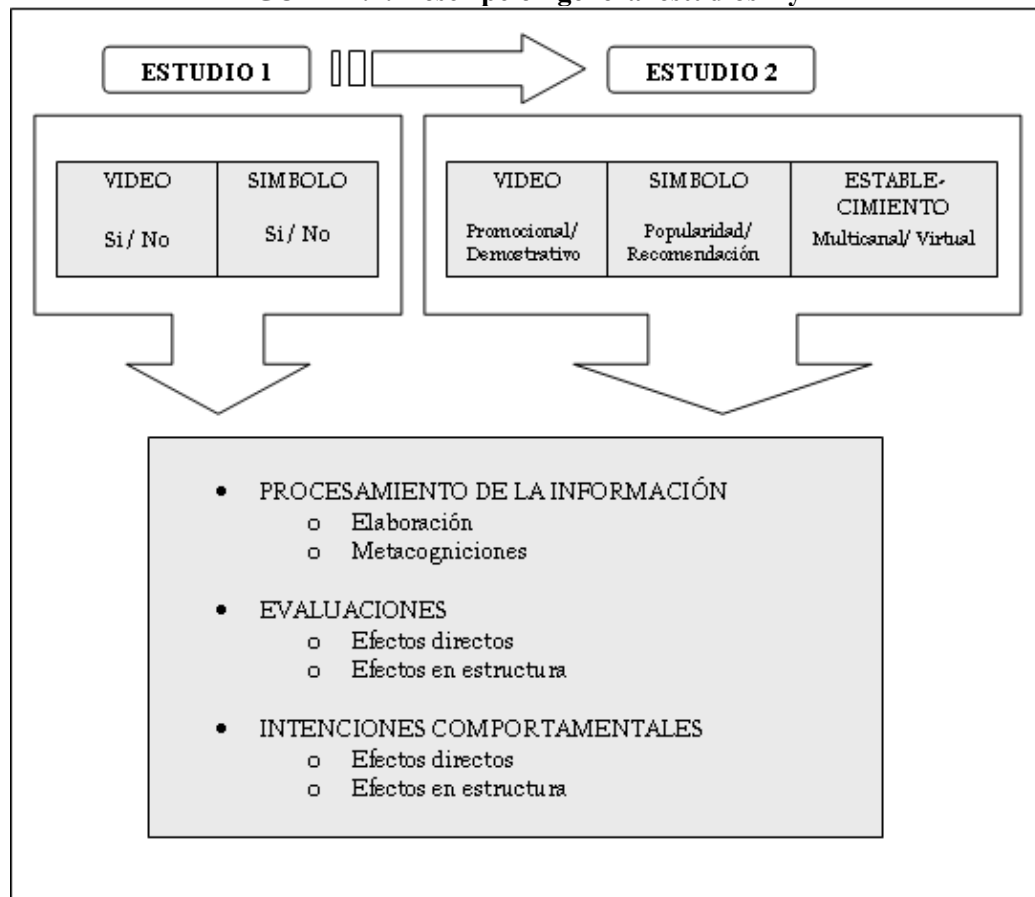 ESTUDIO 1
ESTUDIO 2
VIDEO
Si / No
SIMBOLO
Si / No
VIDEO
Promocional/
Demostrativo
SIMBOLO
Popularidad/
Recomendación
ESTABLE-
CIMIENTO
Multicanal/ Virtual
• PROCESAMIENTO DE LA INFORMACIÓN
o Elaboración
o Metacogniciones
• EVALUACIONES
o Efectos directos
o Efectos en estructura
• INTENCIONES COMPORTAMENTALES
o Efectos directos
o Efectos en estructura